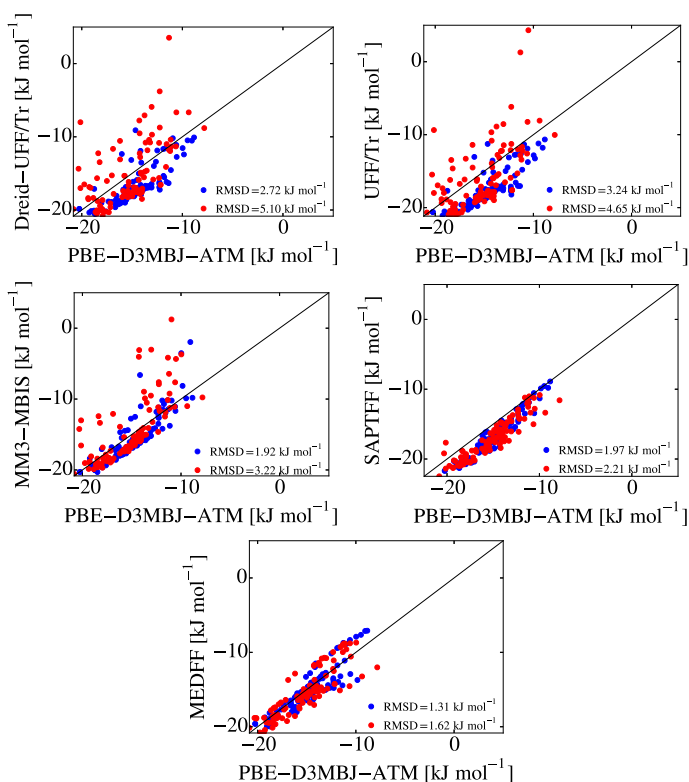 Dreid−UFF/Tr [kJ mol⁻¹]
0
−10
−20
−20
−10
0
RMSD=2.72 kJ mol⁻¹
RMSD=5.10 kJ mol⁻¹
PBE−D3MBJ−ATM [kJ mol⁻¹]
UFF/Tr [kJ mol⁻¹]
0
−10
−20
−20
−10
0
RMSD=3.24 kJ mol⁻¹
RMSD=4.65 kJ mol⁻¹
PBE−D3MBJ−ATM [kJ mol⁻¹]
MM3−MBIS [kJ mol⁻¹]
0
−10
−20
−20
−10
0
RMSD=1.92 kJ mol⁻¹
RMSD=3.22 kJ mol⁻¹
PBE−D3MBJ−ATM [kJ mol⁻¹]
SAPTFF [kJ mol⁻¹]
0
−10
−20
−20
−10
0
RMSD=1.97 kJ mol⁻¹
RMSD=2.21 kJ mol⁻¹
PBE−D3MBJ−ATM [kJ mol⁻¹]
MEDFF [kJ mol⁻¹]
0
−10
−20
−20
−10
0
RMSD=1.31 kJ mol⁻¹
RMSD=1.62 kJ mol⁻¹
PBE−D3MBJ−ATM [kJ mol⁻¹]